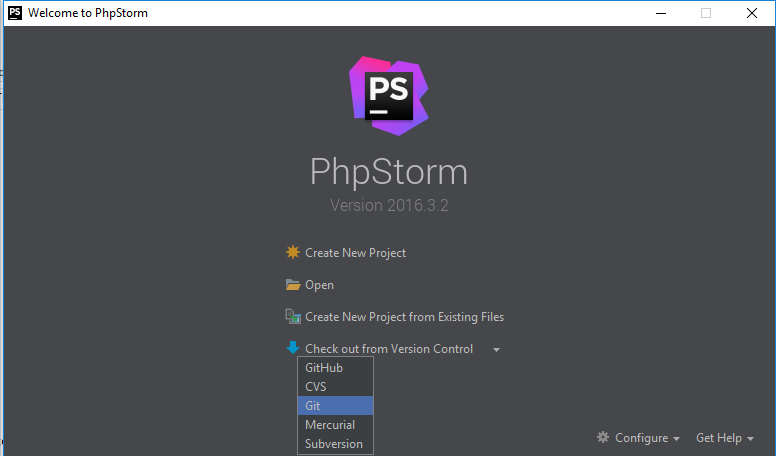 PS Welcome to PhpStorm
PS
PhpStorm
Version 2016.3.2
Create New Project
Open
Create New Project from Existing Files
Check out from Version Control
GitHub
CVS
Git
Mercurial
Subversion
Configure Get Help